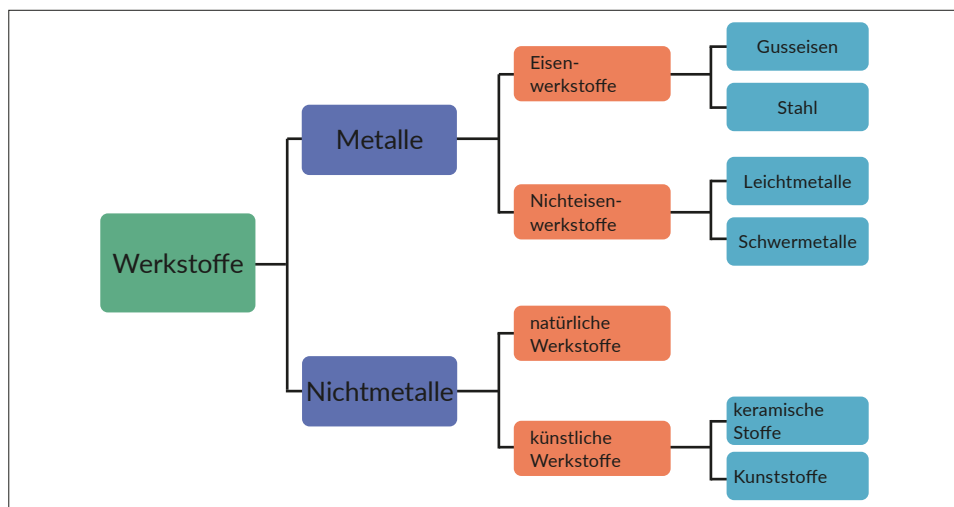 Werkstoffe
Metalle
Eisen-
werkstoffe
Gusseisen
Stahl
Nichteisen-
werkstoffe
Leichtmetalle
Schwermetalle
Nichtmetalle
natürliche
Werkstoffe
künstliche
Werkstoffe
keramische
Stoffe
Kunststoffe